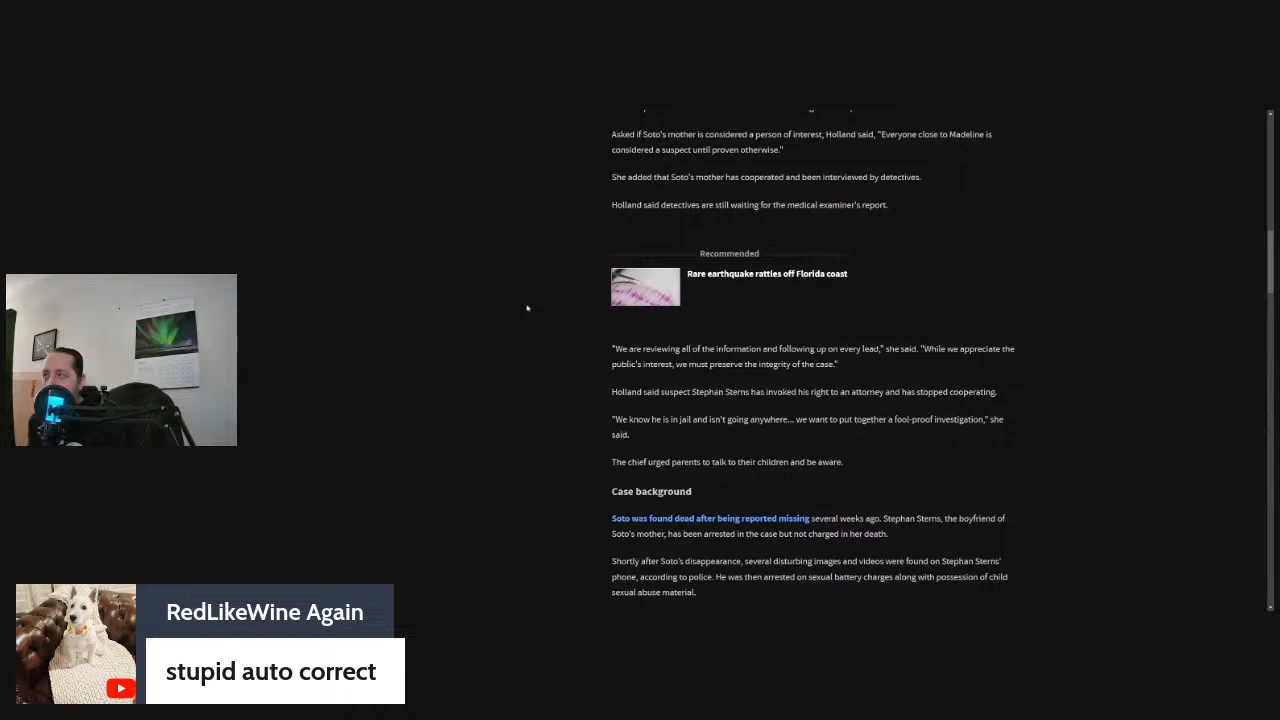 Asked if Soto's mother is considered a person of interest, Holland said, "Everyone close to Madeline is
considered a suspect until proven otherwise."
She added that Soto's mother has cooperated and been interviewed by detectives.
Holland said detectives are still waiting for the medical examiner's report.
Recommended
Rare earthquake rattles off Florida coast
"We are reviewing all of the information and following up on every lead," she said. "While we appreciate the
public's interest, we must preserve the integrity of the case."
Holland said suspect Stephan Sterns has invoked his right to an attorney and has stopped cooperating.
"We know he is in jail and isn't going anywhere... we want to put together a fool-proof investigation," she
said.
The chief urged parents to talk to their children and be aware.
Case background
Soto was found dead after being reported missing several weeks ago. Stephan Sterns, the boyfriend of
Soto's mother, has been arrested in the case but not charged in her death.
Shortly after Soto's disappearance, several disturbing images and videos were found on Stephan Sterns'
phone, according to police. He was then arrested on sexual battery charges along with possession of child
sexual abuse material.
RedLikeWine Again
stupid auto correct